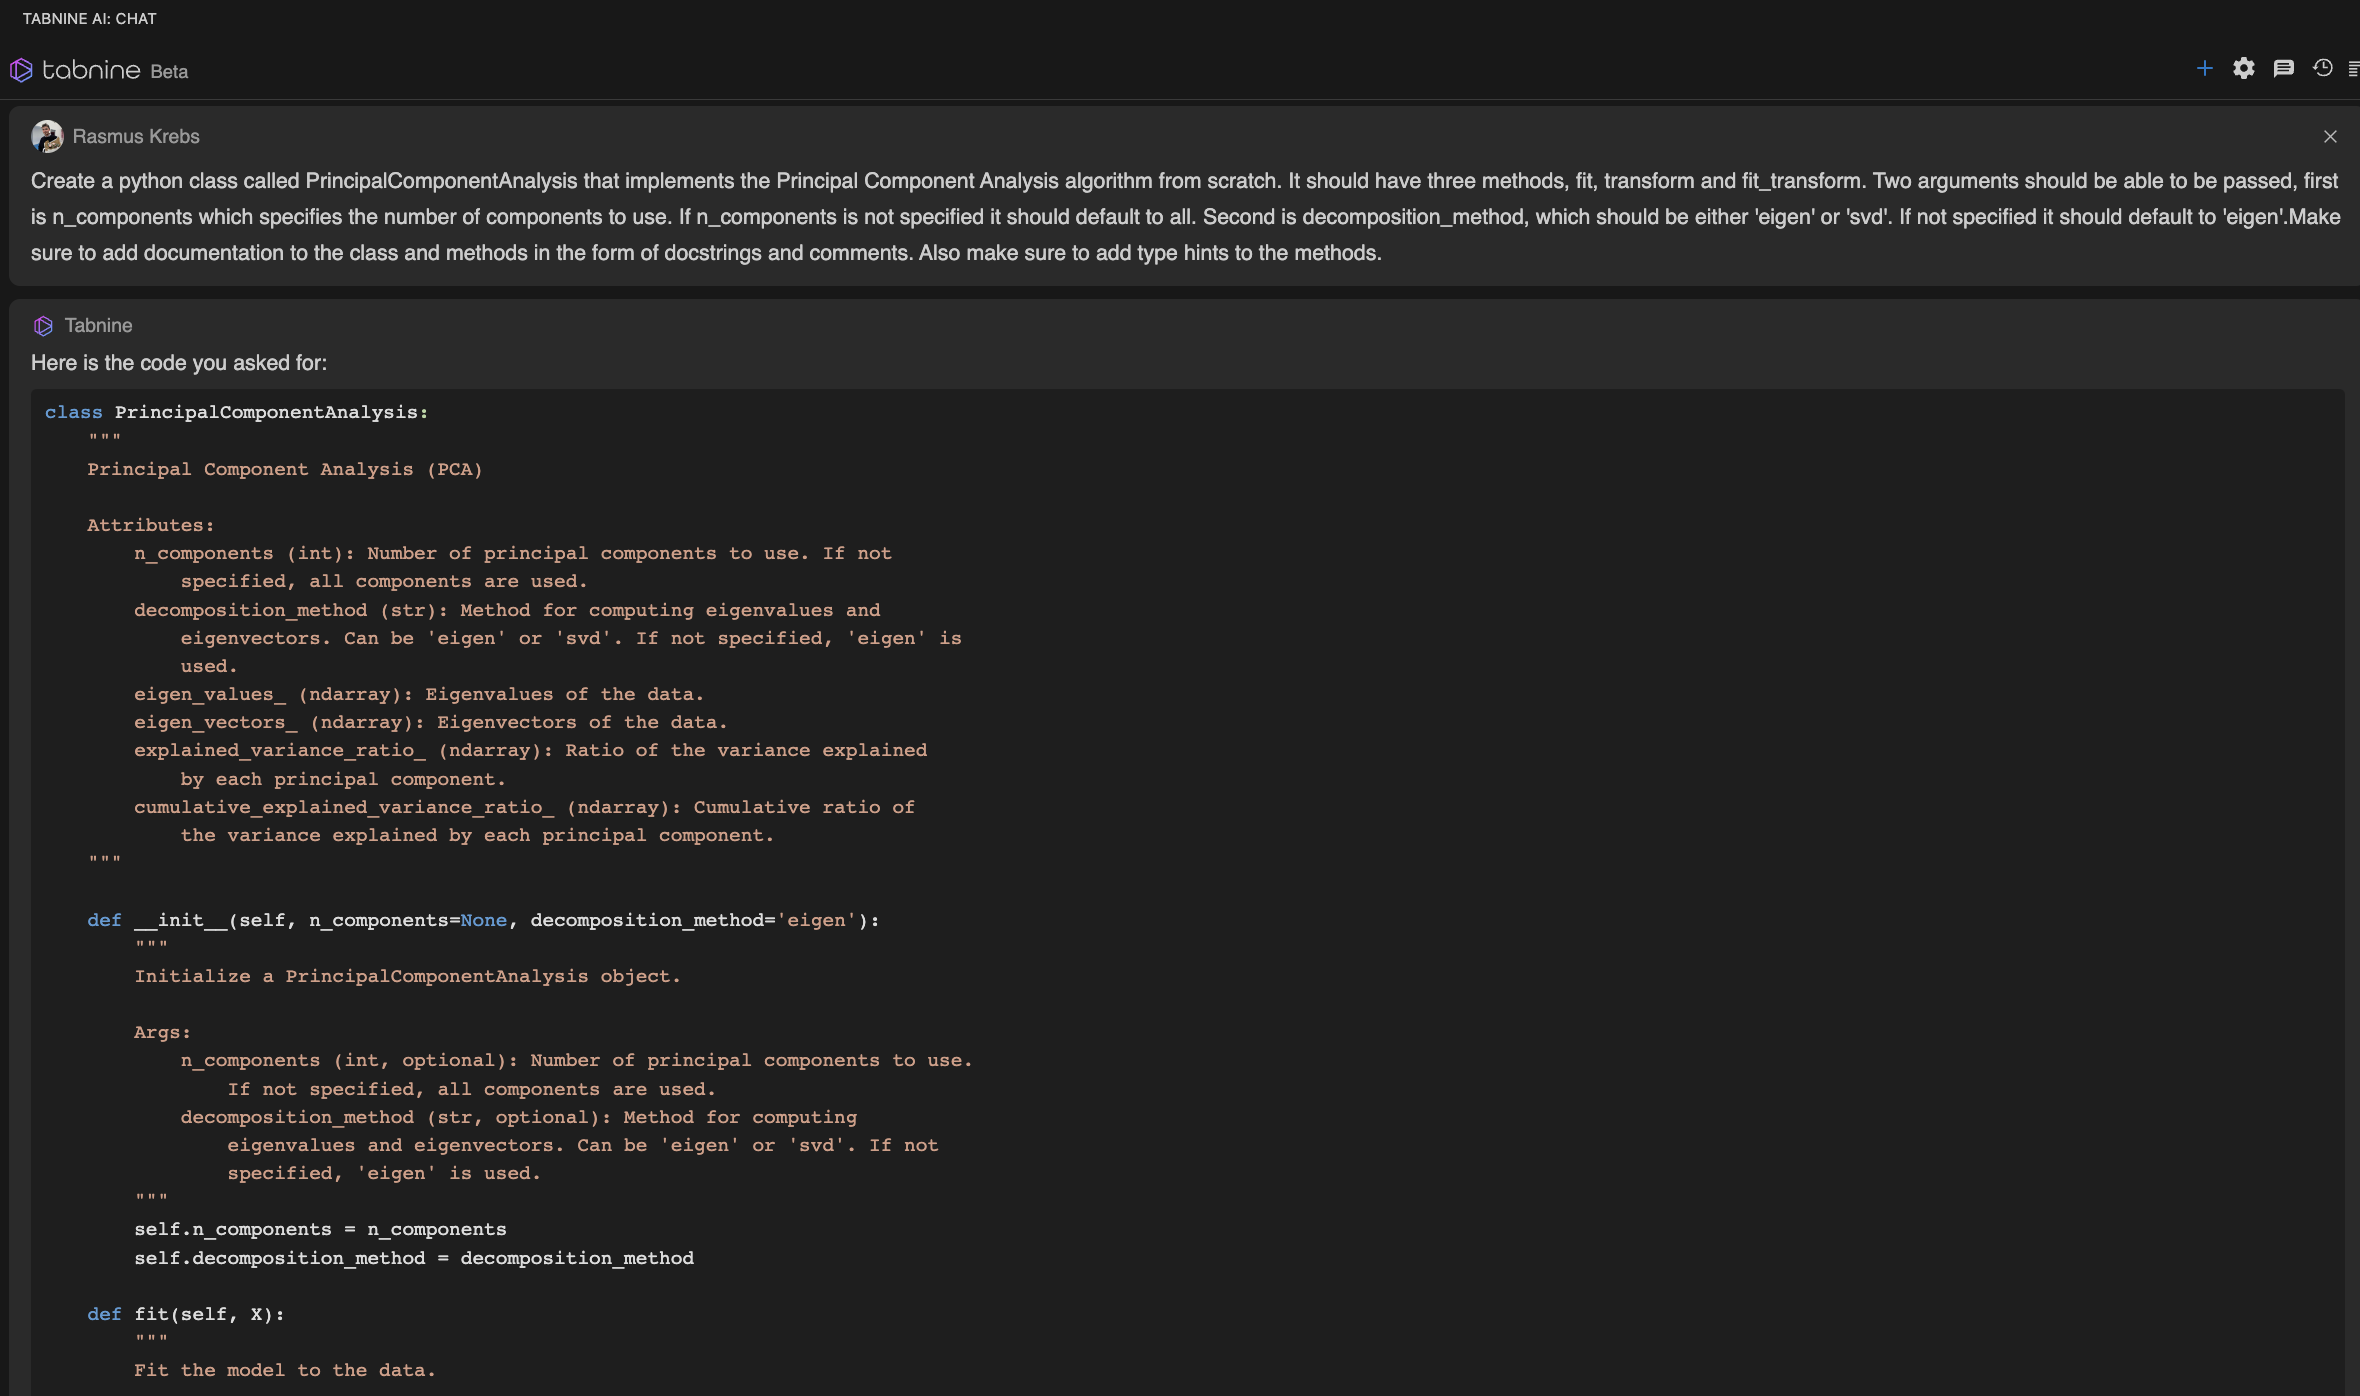 TABNINE AI: CHAT
tabnine Beta
Rasmus Krebs
Create a python class called PrincipalComponentAnalysis that implements the Principal Component Analysis algorithm from scratch. It should have three methods, fit, transform and fit_transform. Two arguments should be able to be passed, first
is n_components which specifies the number of components to use. If n_components is not specified it should default to all. Second is decomposition_method, which should be either 'eigen' or 'svd'. If not specified it should default to 'eigen'.Make
sure to add documentation to the class and methods in the form of docstrings and comments. Also make sure to add type hints to the methods.
Tabnine
Here is the code you asked for:
class PrincipalComponentAnalysis:
    """
    Principal Component Analysis (PCA)

    Attributes:
        n_components (int): Number of principal components to use. If not
            specified, all components are used.
        decomposition_method (str): Method for computing eigenvalues and
            eigenvectors. Can be 'eigen' or 'svd'. If not specified, 'eigen' is
            used.
        eigen_values_ (ndarray): Eigenvalues of the data.
        eigen_vectors_ (ndarray): Eigenvectors of the data.
        explained_variance_ratio_ (ndarray): Ratio of the variance explained
            by each principal component.
        cumulative_explained_variance_ratio_ (ndarray): Cumulative ratio of
            the variance explained by each principal component.
    """

    def __init__(self, n_components=None, decomposition_method='eigen'):
        """
        Initialize a PrincipalComponentAnalysis object.

        Args:
            n_components (int, optional): Number of principal components to use.
                If not specified, all components are used.
            decomposition_method (str, optional): Method for computing
                eigenvalues and eigenvectors. Can be 'eigen' or 'svd'. If not
                specified, 'eigen' is used.
        """
        self.n_components = n_components
        self.decomposition_method = decomposition_method

    def fit(self, X):
        """
        Fit the model to the data.